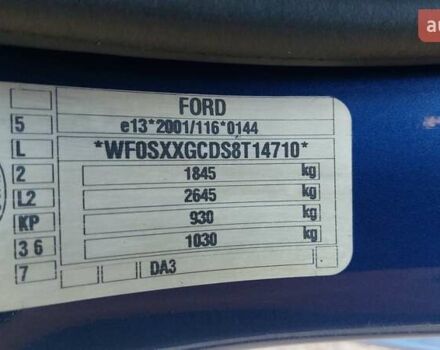 au
FORD
5 e13*2001/116*0144
L *WF0SXXGCDS8T14710*
2 1845 kg
L2 2645 kg
KP 930 kg
3 6 1030 kg
7 DA3